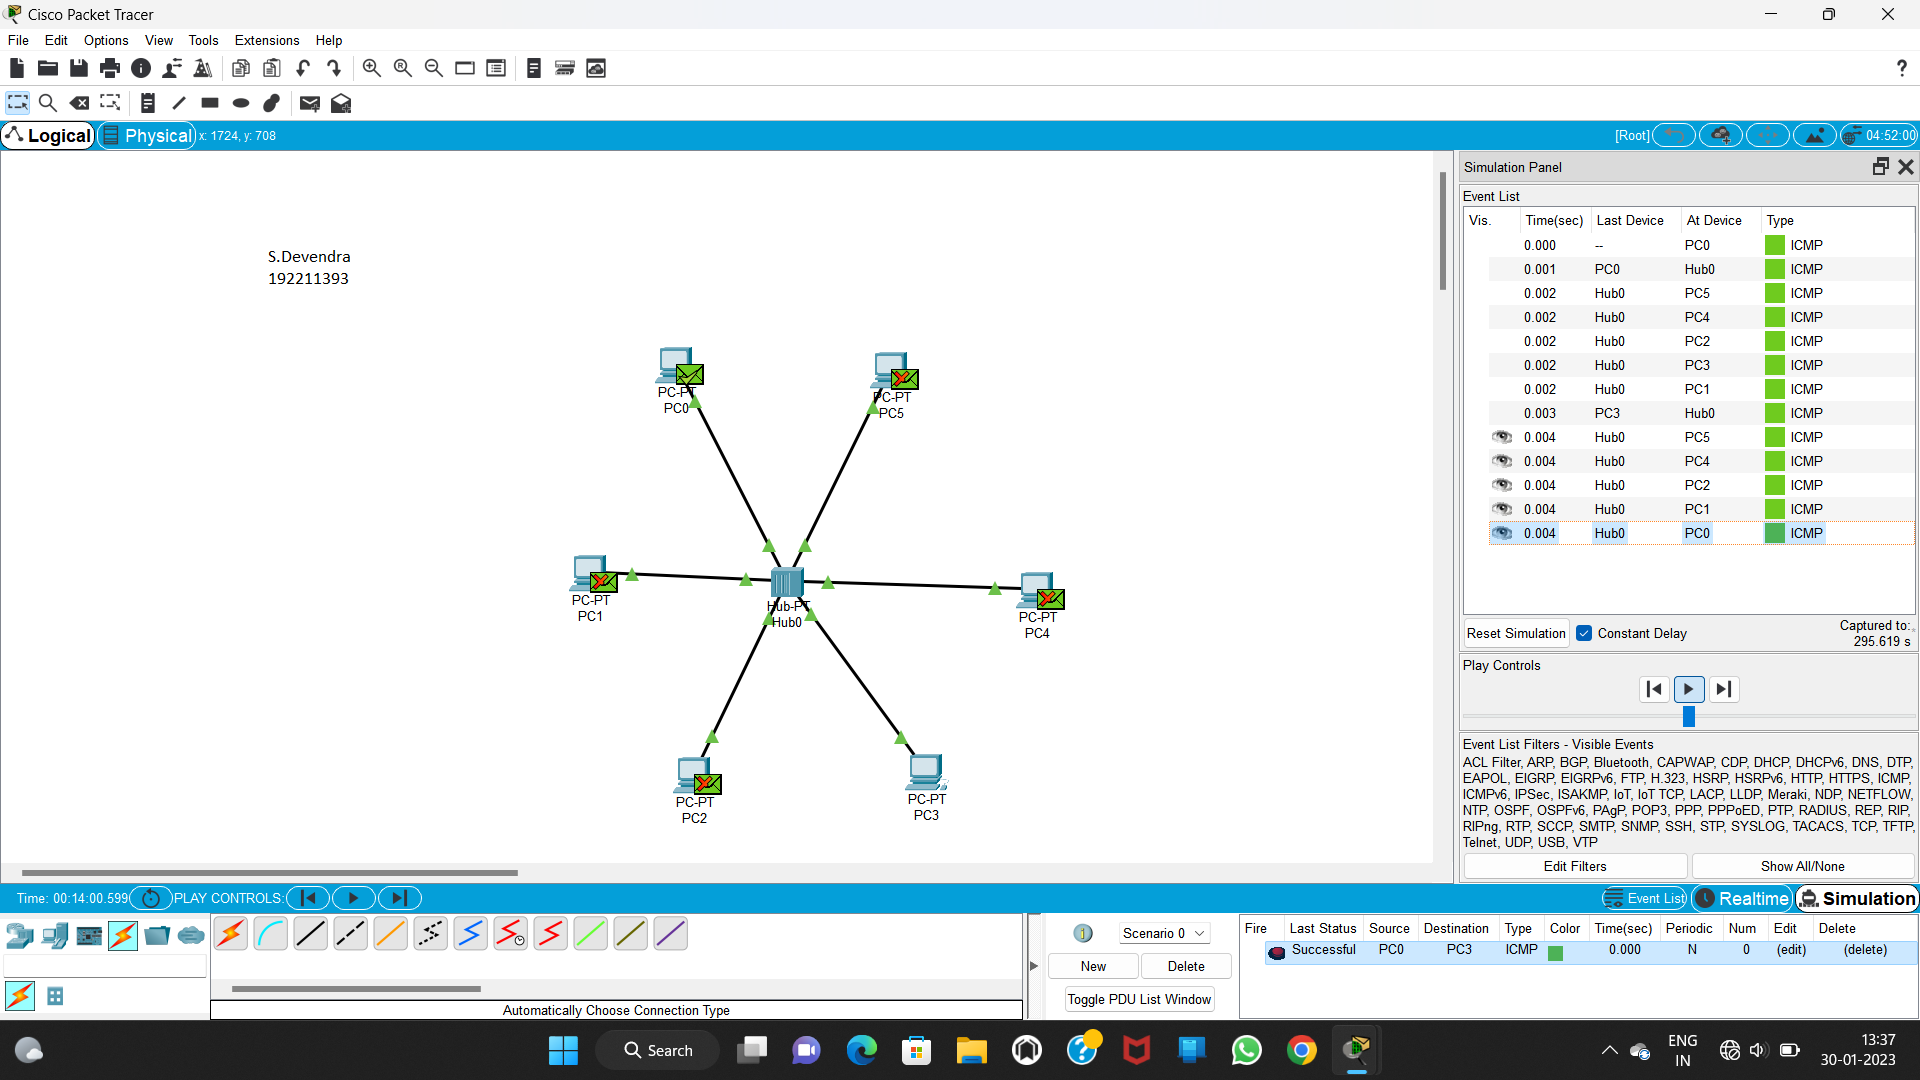 Cisco Packet Tracer
File Edit Options View Tools Extensions Help
?
Logical Physical x: 1724, y: 708 [Root] 04:52:00
S.Devendra
192211393
PC-PT
PC0
PC-PT
PC5
PC-PT
PC1
Hub-PT
Hub0
PC-PT
PC4
PC-PT
PC2
PC-PT
PC3
Simulation Panel
Event List
Vis. Time(sec) Last Device At Device Type
0.000 -- PC0 ICMP
0.001 PC0 Hub0 ICMP
0.002 Hub0 PC5 ICMP
0.002 Hub0 PC4 ICMP
0.002 Hub0 PC2 ICMP
0.002 Hub0 PC3 ICMP
0.002 Hub0 PC1 ICMP
0.003 PC3 Hub0 ICMP
0.004 Hub0 PC5 ICMP
0.004 Hub0 PC4 ICMP
0.004 Hub0 PC2 ICMP
0.004 Hub0 PC1 ICMP
0.004 Hub0 PC0 ICMP
Reset Simulation Constant Delay Captured to:
295.619 s
Play Controls
Event List Filters - Visible Events
ACL Filter, ARP, BGP, Bluetooth, CAPWAP, CDP, DHCP, DHCPv6, DNS, DTP,
EAPOL, EIGRP, EIGRPv6, FTP, H.323, HSRP, HSRPv6, HTTP, HTTPS, ICMP,
ICMPv6, IPSec, ISAKMP, IoT, IoT TCP, LACP, LLDP, Meraki, NDP, NETFLOW,
NTP, OSPF, OSPFv6, PAgP, POP3, PPP, PPPoED, PTP, RADIUS, REP, RIP,
RIPng, RTP, SCCP, SMTP, SNMP, SSH, STP, SYSLOG, TACACS, TCP, TFTP,
Telnet, UDP, USB, VTP
Edit Filters Show All/None
Time: 00:14:00.599 PLAY CONTROLS: Event List Realtime Simulation
Scenario 0
New Delete
Toggle PDU List Window
Fire Last Status Source Destination Type Color Time(sec) Periodic Num Edit Delete
Successful PC0 PC3 ICMP 0.000 N 0 (edit) (delete)
Automatically Choose Connection Type
Search
ENG
IN
13:37
30-01-2023